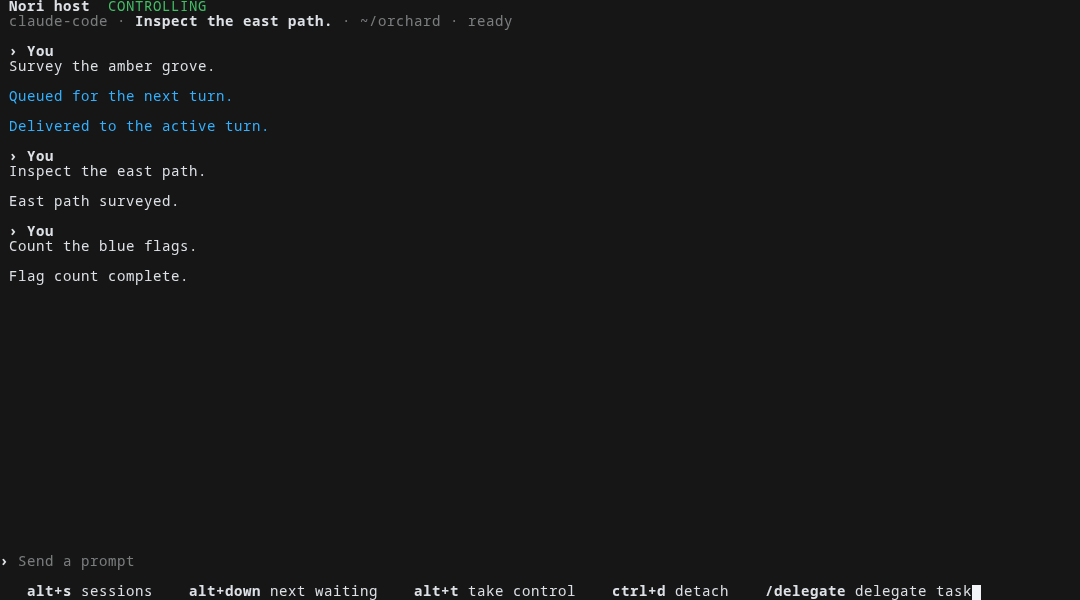 Nori host  CONTROLLING
claude-code · Inspect the east path. · ~/orchard · ready
› You
Survey the amber grove.
Queued for the next turn.
Delivered to the active turn.
› You
Inspect the east path.
East path surveyed.
› You
Count the blue flags.
Flag count complete.
› Send a prompt
alt+s sessions    alt+down next waiting    alt+t take control    ctrl+d detach    /delegate delegate task